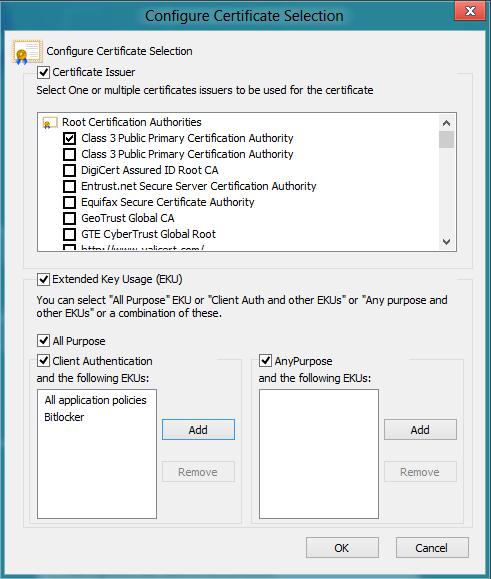 Configure Certificate Selection
x
Configure Certificate Selection
Certificate Issuer
Select One or multiple certificates issuers to be used for the certificate
Root Certification Authorities
Class 3 Public Primary Certification Authority
Class 3 Public Primary Certification Authority
DigiCert Assured ID Root CA
Entrust.net Secure Server Certification Authority
Equifax Secure Certificate Authority
GeoTrust Global CA
GTE CyberTrust Global Root
http://www.valicert.com/
Extended Key Usage (EKU)
You can select "All Purpose" EKU or "Client Auth and other EKUs" or "Any purpose and
other EKUs" or a combination of these.
All Purpose
Client Authentication
and the following EKUs:
All application policies
Bitlocker
Add
Remove
AnyPurpose
and the following EKUs:
Add
Remove
OK
Cancel